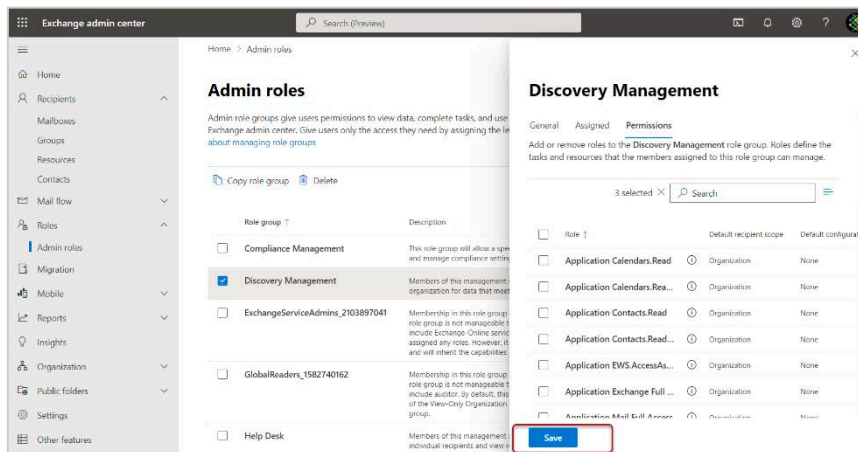 Exchange admin center
Search (Preview)
?
Home
Recipients
Mailboxes
Groups
Resources
Contacts
Mail flow
Roles
Admin roles
Migration
Mobile
Reports
Insights
Organization
Public folders
Settings
Other features
Home > Admin roles
Admin roles
Admin role groups give users permissions to view data, complete tasks, and use
Exchange admin center. Give users only the access they need by assigning the le
about managing role groups
Copy role group Delete
Role group ↑ Description
Compliance Management This role group will allow a spe
and manage compliance setting
Discovery Management Members of this management
organization for data that meet
ExchangeServiceAdmins_2103897041 Membership in this role group
role group is not manageable t
include Exchange-Online servic
assigned any roles. However, it
and will inherit the capabilities
GlobalReaders_1582740162 Membership in this role group
role group is not manageable t
include auditor. By default, this
of the View-Only Organization
group.
Help Desk Members of this management
individual recipients and view r
Discovery Management
General Assigned Permissions
Add or remove roles to the Discovery Management role group. Roles define the
tasks and resources that the members assigned to this role group can manage.
3 selected × Search
Role ↑ Default recipient scope Default configurat
Application Calendars.Read Organization None
Application Calendars.Rea... Organization None
Application Contacts.Read Organization None
Application Contacts.Read... Organization None
Application EWS.AccessAs... Organization None
Application Exchange Full ... Organization None
Application Mail Full Access Organization None
Save